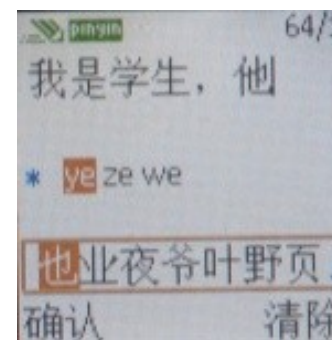 pinyin 64/
我是学生，他
* ye ze we
也业夜爷叶野页
确认 清除